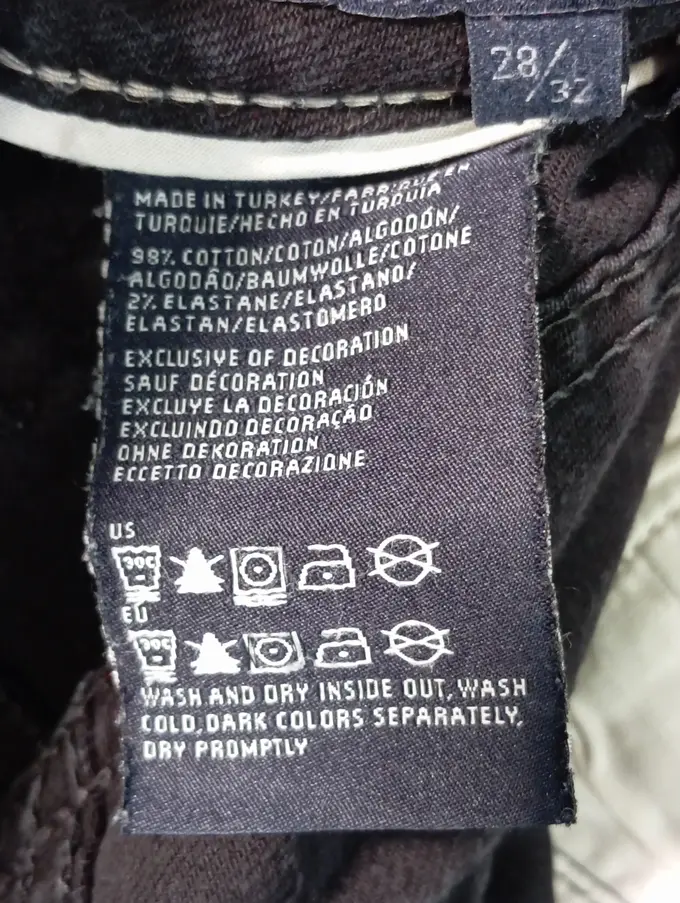 28/32
MADE IN TURKEY/FABRIQUE EN
TURQUIE/HECHO EN TURQUIA
98% COTTON/COTON/ALGODÓN/
ALGODÃO/BAUMWOLLE/COTONE
2% ELASTANE/ELASTANO/
ELASTAN/ELASTOMERO
EXCLUSIVE OF DECORATION
SAUF DÉCORATION
EXCLUYE LA DECORACIÓN
EXCLUINDO DECORAÇÃO
OHNE DEKORATION
ECCETTO DECORAZIONE
US
30C
EU
30C
WASH AND DRY INSIDE OUT, WASH
COLD, DARK COLORS SEPARATELY,
DRY PROMPTLY